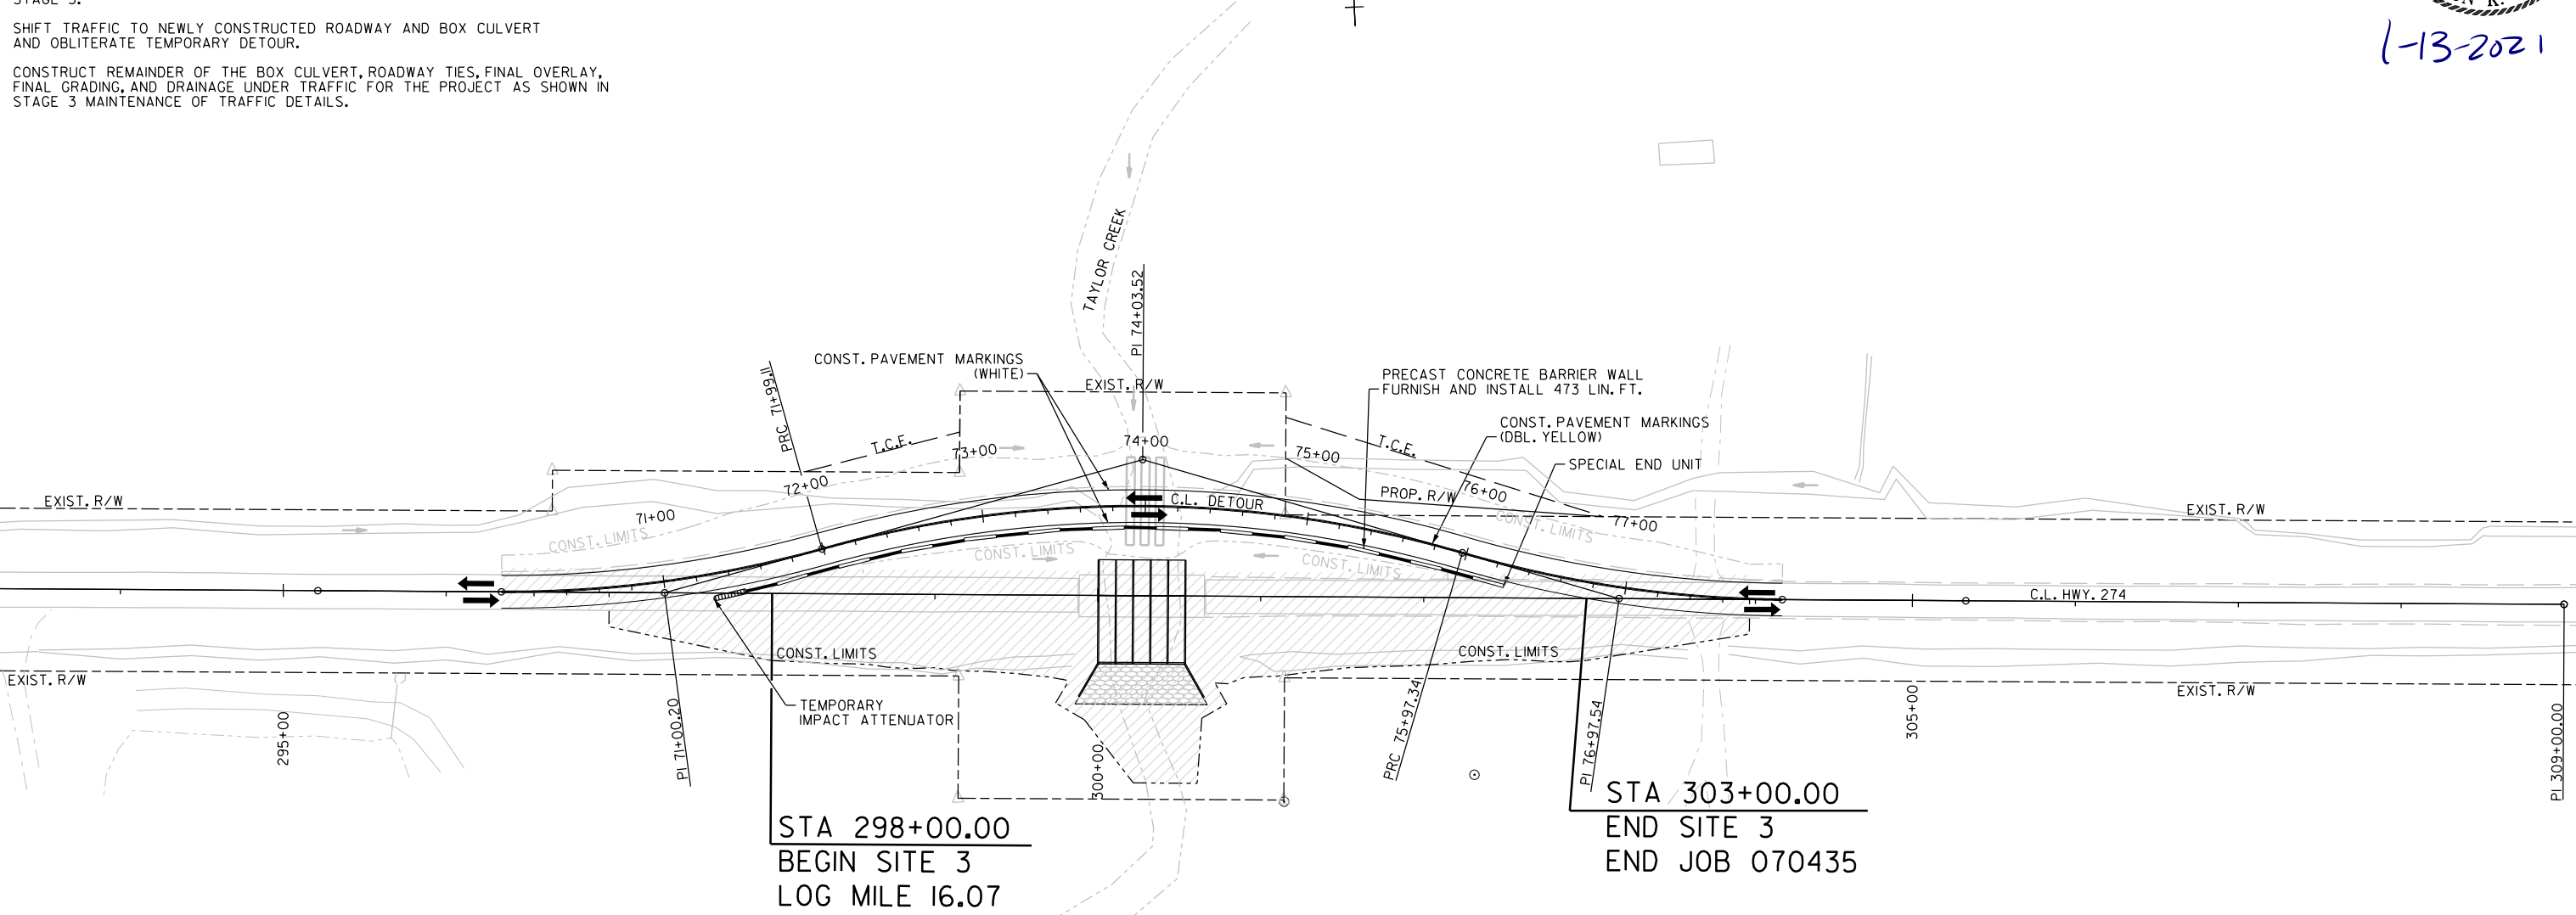 STAGE 3.
SHIFT TRAFFIC TO NEWLY CONSTRUCTED ROADWAY AND BOX CULVERT
AND OBLITERATE TEMPORARY DETOUR.
CONSTRUCT REMAINDER OF THE BOX CULVERT, ROADWAY TIES, FINAL OVERLAY,
FINAL GRADING, AND DRAINAGE UNDER TRAFFIC FOR THE PROJECT AS SHOWN IN
STAGE 3 MAINTENANCE OF TRAFFIC DETAILS.
1-13-2021
TAYLOR CREEK
PI 74+03.52
CONST. PAVEMENT MARKINGS
(WHITE)
EXIST. R/W
PRECAST CONCRETE BARRIER WALL
FURNISH AND INSTALL 473 LIN. FT.
PRC 71+99.11
CONST. PAVEMENT MARKINGS
(DBL. YELLOW)
T.C.E.
73+00
74+00
75+00
T.C.E.
SPECIAL END UNIT
72+00
PROP. R/W
76+00
EXIST. R/W
C.L. DETOUR
EXIST. R/W
71+00
77+00
CONST. LIMITS
CONST. LIMITS
CONST. LIMITS
CONST. LIMITS
C.L. HWY. 274
CONST. LIMITS
CONST. LIMITS
EXIST. R/W
EXIST. R/W
TEMPORARY
IMPACT ATTENUATOR
295+00
PI 71+00.20
300+00
PRC 75+97.34
PI 76+97.54
305+00
PI 309+00.00
STA 298+00.00
BEGIN SITE 3
LOG MILE 16.07
STA 303+00.00
END SITE 3
END JOB 070435